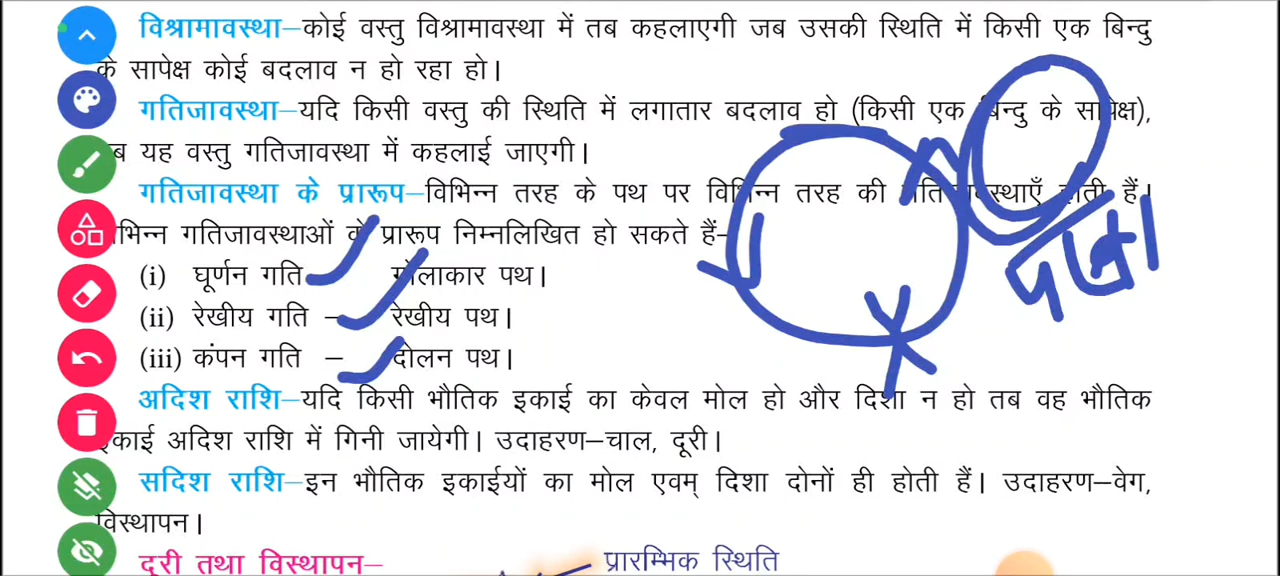 विश्रामावस्था–कोई वस्तु विश्रामावस्था में तब कहलाएगी जब उसकी स्थिति में किसी एक बिन्दु
के सापेक्ष कोई बदलाव न हो रहा हो।
गतिजावस्था–यदि किसी वस्तु की स्थिति में लगातार बदलाव हो (किसी एक बिन्दु के सापेक्ष),
यह वस्तु गतिजावस्था में कहलाई जाएगी।
गतिजावस्था के प्रारूप–विभिन्न तरह के पथ पर विभिन्न तरह की गतिजावस्थाएँ होती हैं।
विभिन्न गतिजावस्थाओं के प्रारूप निम्नलिखित हो सकते हैं–
(i) घूर्णन गति – गोलाकार पथ।
(ii) रेखीय गति – रेखीय पथ।
(iii) कंपन गति – दोलन पथ।
अदिश राशि–यदि किसी भौतिक इकाई का केवल मोल हो और दिशा न हो तब वह भौतिक
इकाई अदिश राशि में गिनी जायेगी। उदाहरण–चाल, दूरी।
सदिश राशि–इन भौतिक इकाईयों का मोल एवम् दिशा दोनों ही होती हैं। उदाहरण–वेग,
विस्थापन।
दूरी तथा विस्थापन–
प्रारम्भिक स्थिति